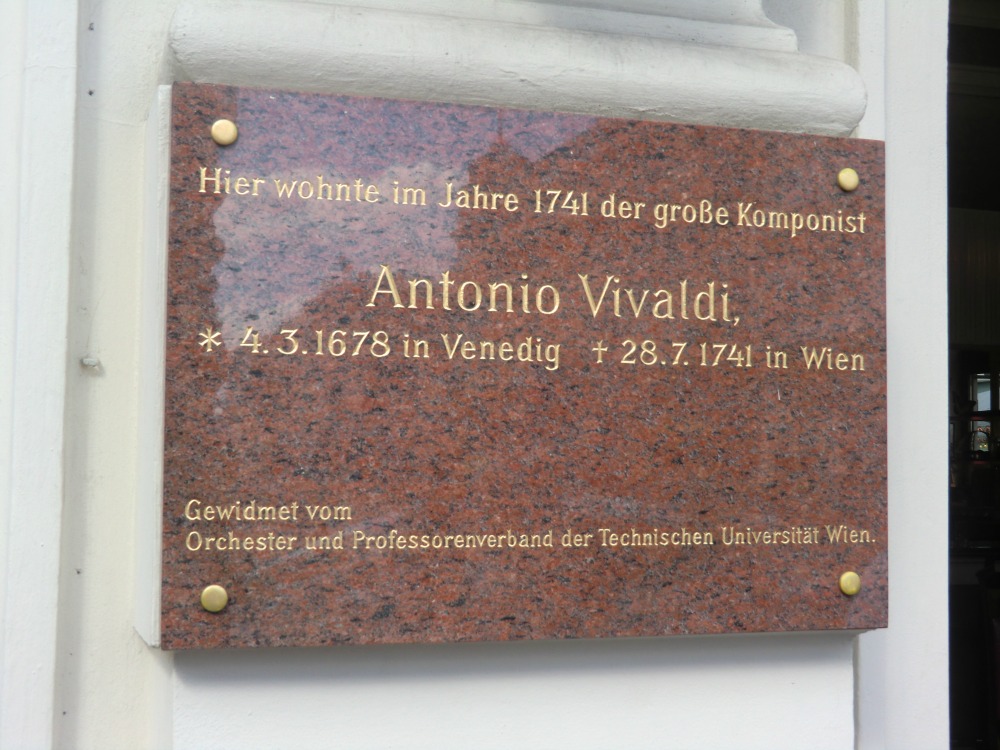 Hier wohnte im Jahre 1741 der große Komponist
Antonio Vivaldi,
* 4.3.1678 in Venedig † 28.7.1741 in Wien
Gewidmet vom
Orchester und Professorenverband der Technischen Universität Wien.